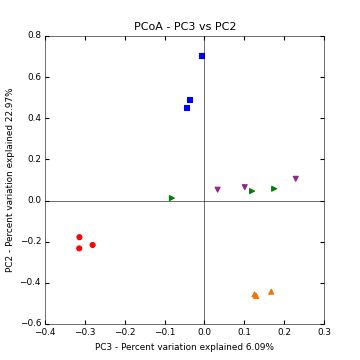 PCoA - PC3 vs PC2
PC2 - Percent variation explained 22.97%
0.8
0.6
0.4
0.2
0.0
−0.2
−0.4
−0.6
−0.4 −0.3 −0.2 −0.1 0.0 0.1 0.2 0.3
PC3 - Percent variation explained 6.09%